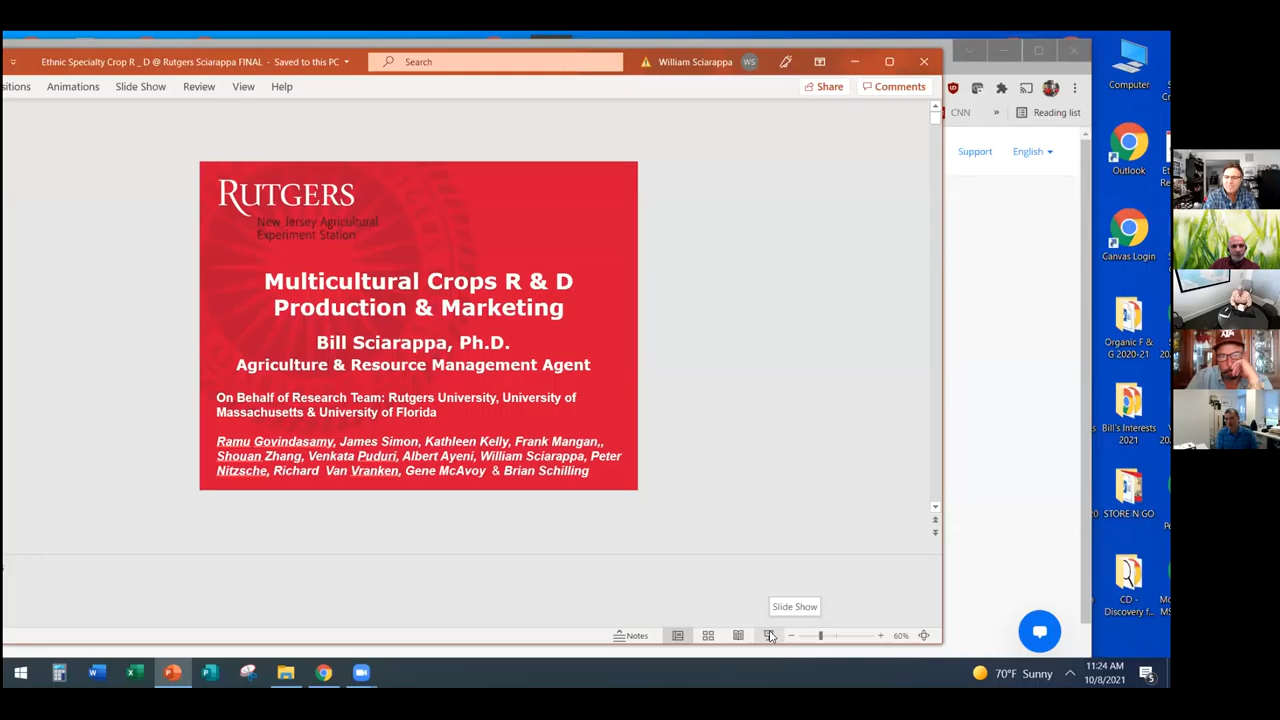 Ethnic Specialty Crop R _ D @ Rutgers Sciarappa FINAL - Saved to this PC
Search
William Sciarappa
WS
sitions
Animations
Slide Show
Review
View
Help
Share
Comments
CNN
»
Reading list
Support
English
RUTGERS
New Jersey Agricultural
Experiment Station
Multicultural Crops R & D
Production & Marketing
Bill Sciarappa, Ph.D.
Agriculture & Resource Management Agent
On Behalf of Research Team: Rutgers University, University of
Massachusetts & University of Florida
Ramu Govindasamy, James Simon, Kathleen Kelly, Frank Mangan,,
Shouan Zhang, Venkata Puduri, Albert Ayeni, William Sciarappa, Peter
Nitzsche, Richard Van Vranken, Gene McAvoy & Brian Schilling
Slide Show
Notes
60%
Computer
Outlook
Canvas Login
Organic F &
G 2020-21
Bill's Interests
2021
STORE N GO
CD -
Discovery f...
70°F Sunny
11:24 AM
10/8/2021
5